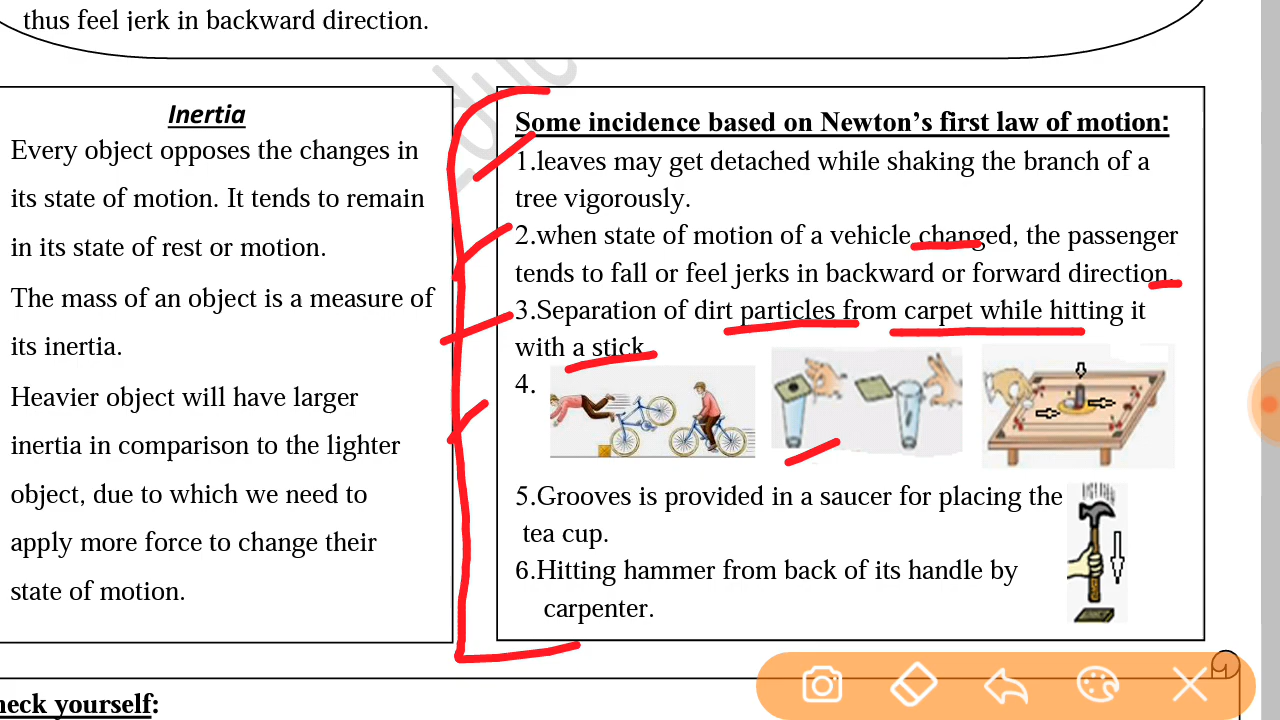 thus feel jerk in backward direction.
Inertia
Every object opposes the changes in
its state of motion. It tends to remain
in its state of rest or motion.
The mass of an object is a measure of
its inertia.
Heavier object will have larger
inertia in comparison to the lighter
object, due to which we need to
apply more force to change their
state of motion.
Some incidence based on Newton's first law of motion:
1.leaves may get detached while shaking the branch of a
tree vigorously.
2.when state of motion of a vehicle changed, the passenger
tends to fall or feel jerks in backward or forward direction.
3.Separation of dirt particles from carpet while hitting it
with a stick
4.
5.Grooves is provided in a saucer for placing the
tea cup.
6.Hitting hammer from back of its handle by
carpenter.
heck yourself: